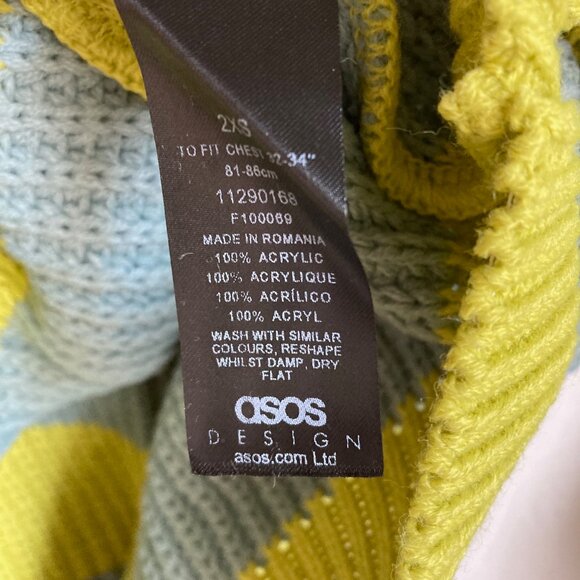 2XS
TO FIT CHEST 32-34"
81-86cm
11290168
F100069
MADE IN ROMANIA
100% ACRYLIC
100% ACRYLIQUE
100% ACRÍLICO
100% ACRYL
WASH WITH SIMILAR
COLOURS, RESHAPE
WHILST DAMP, DRY
FLAT
asos
DESIGN
asos.com Ltd